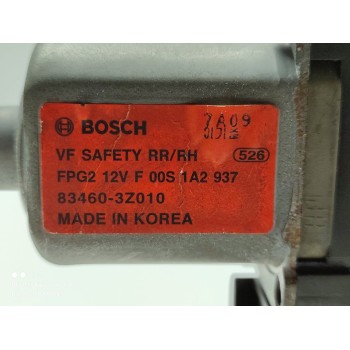 BOSCH 7A09
VF SAFETY RR/RH 526
FPG2 12V F 00S 1A2 937
83460-3Z010
MADE IN KOREA